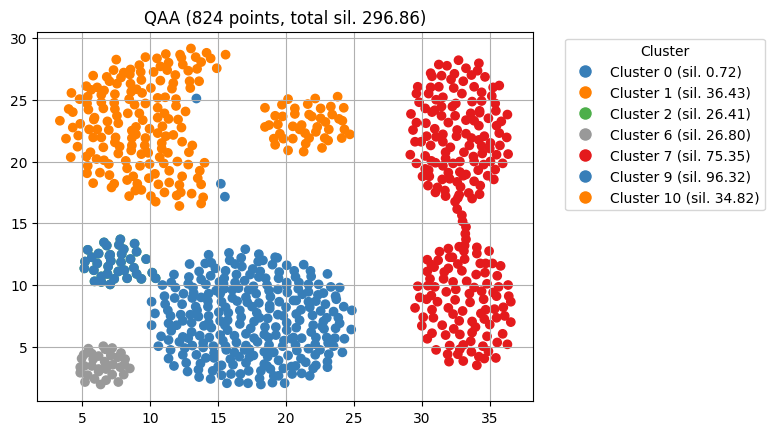 QAA (824 points, total sil. 296.86)
30
25
20
15
10
5
5 10 15 20 25 30 35
Cluster
Cluster 0 (sil. 0.72)
Cluster 1 (sil. 36.43)
Cluster 2 (sil. 26.41)
Cluster 6 (sil. 26.80)
Cluster 7 (sil. 75.35)
Cluster 9 (sil. 96.32)
Cluster 10 (sil. 34.82)